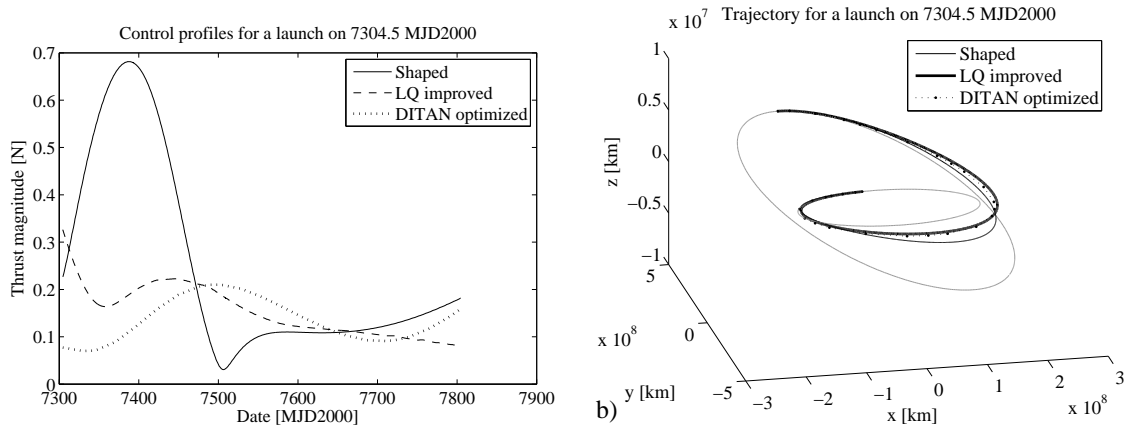 Control profiles for a launch on 7304.5 MJD2000
0.7
0.6
0.5
0.4
0.3
0.2
0.1
0
Thrust magnitude [N]
Shaped
LQ improved
DITAN optimized
7300 7400 7500 7600 7700 7800 7900
Date [MJD2000]
x 10^7
Trajectory for a launch on 7304.5 MJD2000
Shaped
LQ improved
DITAN optimized
1
0.5
0
−0.5
−1
z [km]
5
0
−5
x 10^8
y [km]
−3 −2 −1 0 1 2 3
x [km]
x 10^8
b)